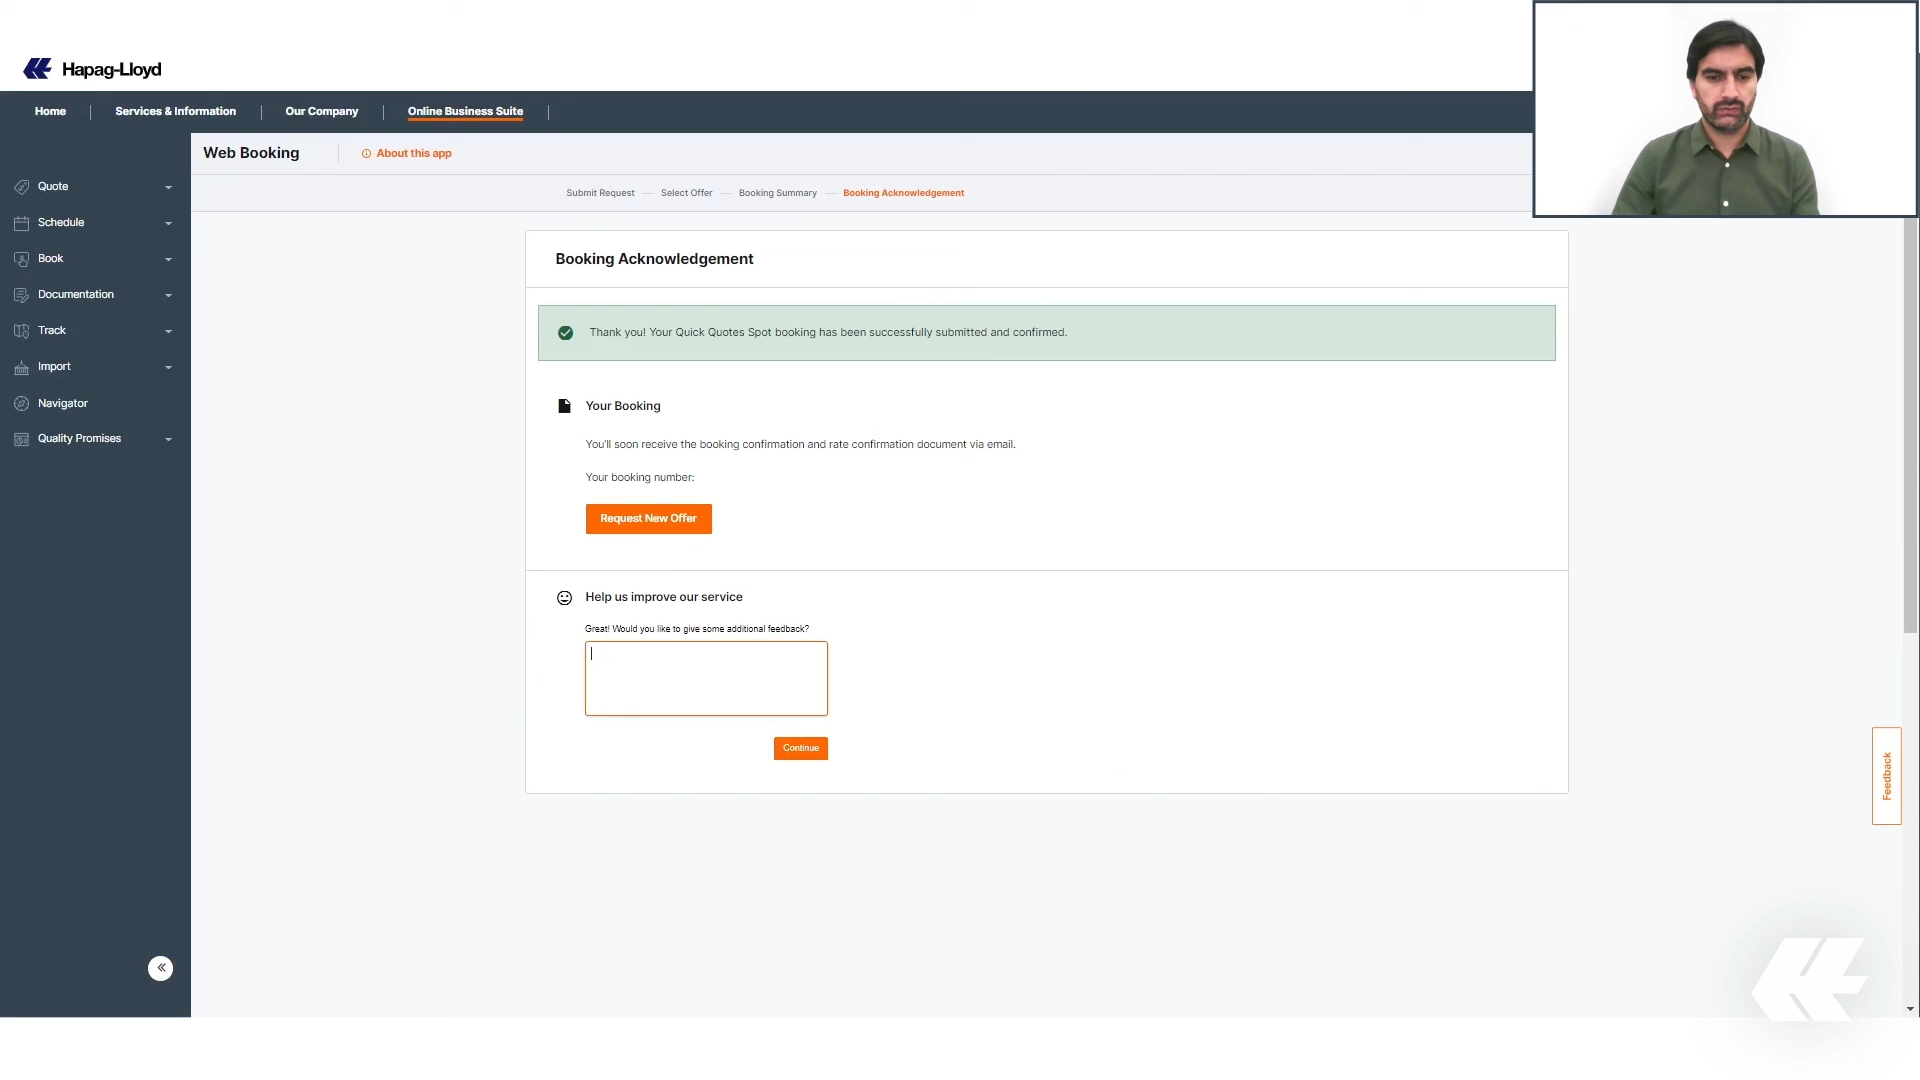 Hapag-Lloyd
Home
Services & Information
Our Company
Online Business Suite
Web Booking
About this app
Submit Request
Select Offer
Booking Summary
Booking Acknowledgement
Quote
Schedule
Book
Documentation
Track
Import
Navigator
Quality Promises
Booking Acknowledgement
Thank you! Your Quick Quotes Spot booking has been successfully submitted and confirmed.
Your Booking
You'll soon receive the booking confirmation and rate confirmation document via email.
Your booking number:
Request New Offer
Help us improve our service
Great! Would you like to give some additional feedback?
Continue
Feedback